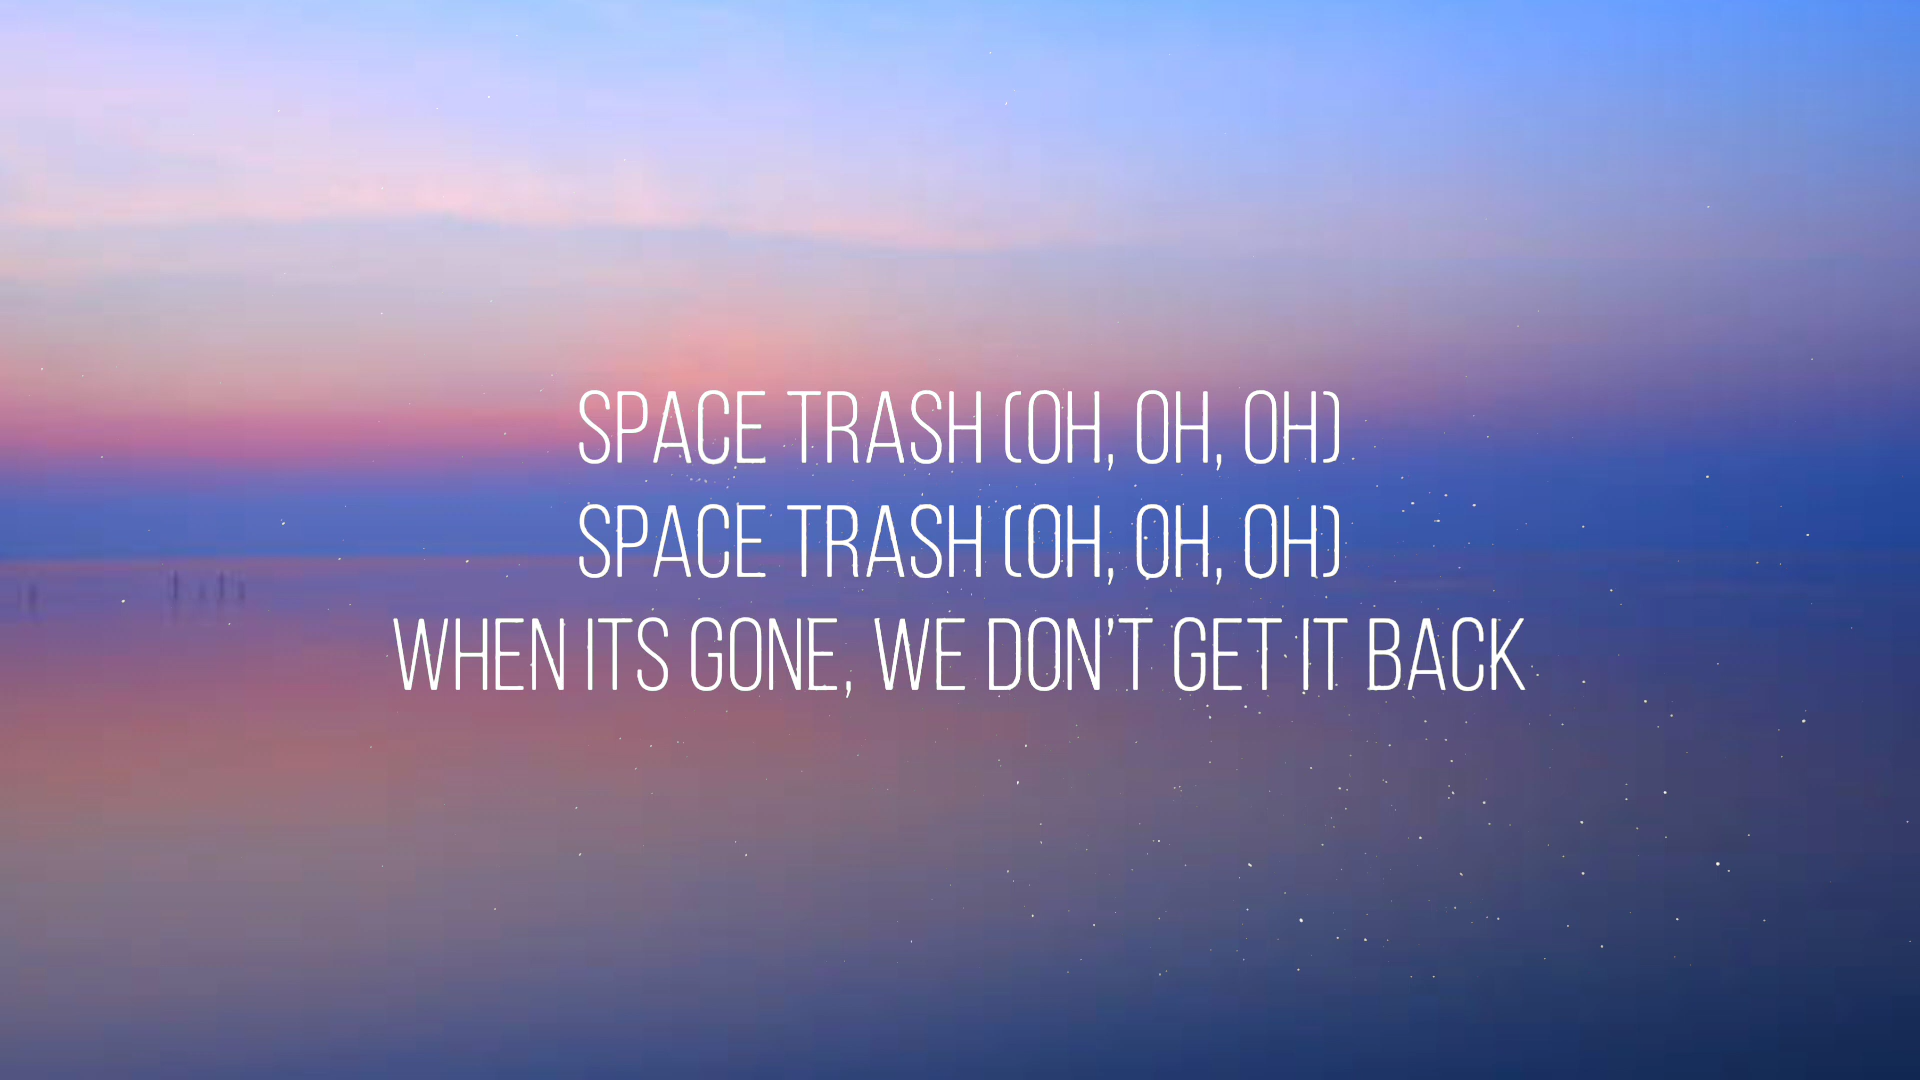 SPACE TRASH (OH, OH, OH)
SPACE TRASH (OH, OH, OH)
WHEN ITS GONE, WE DON'T GET IT BACK